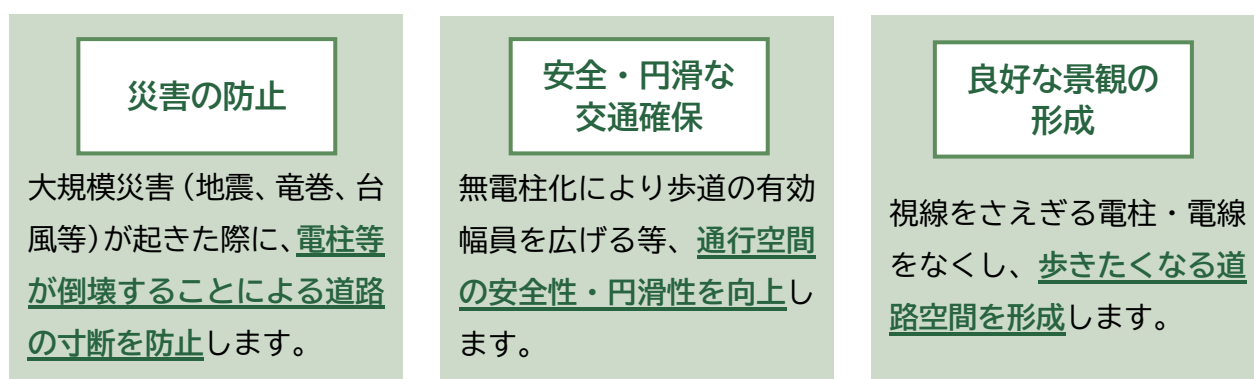 災害の防止
大規模災害(地震、竜巻、台
風等)が起きた際に、電柱等
が倒壊することによる道路
の寸断を防止します。
安全・円滑な
交通確保
無電柱化により歩道の有効
幅員を広げる等、通行空間
の安全性・円滑性を向上し
ます。
良好な景観の
形成
視線をさえぎる電柱・電線
をなくし、歩きたくなる道
路空間を形成します。